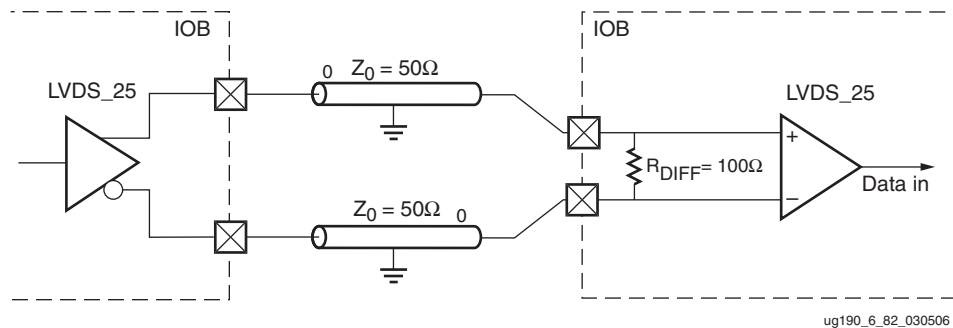 IOB
IOB
0 Z0 = 50Ω
LVDS_25
LVDS_25
+
RDIFF = 100Ω
Data in
–
Z0 = 50Ω 0
ug190_6_82_030506